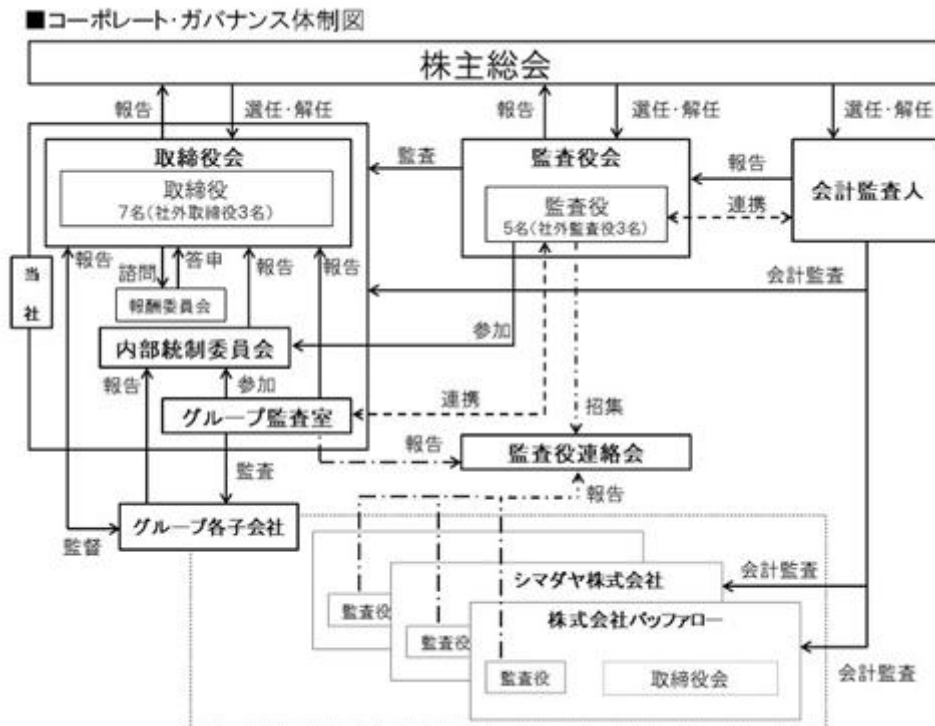 ■コーポレート・ガバナンス体制図
株主総会
報告
選任・解任
報告
選任・解任
選任・解任
取締役会
取締役
7名(社外取締役3名)
監査
監査役会
監査役
5名(社外監査役3名)
報告
連携
会計監査人
当社
報告
諮問
答申
報告
報告
報酬委員会
会計監査
内部統制委員会
参加
報告
参加
グループ監査室
連携
招集
報告
監査役連絡会
監査
報告
グループ各子会社
監督
シマダヤ株式会社
会計監査
監査役
株式会社バッファロー
監査役
監査役
取締役会
会計監査